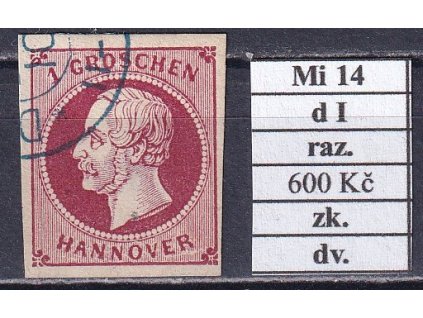 1 GROSCHEN
HANNOVER
Mi 14
d I
raz.
600 Kč
zk.
dv.